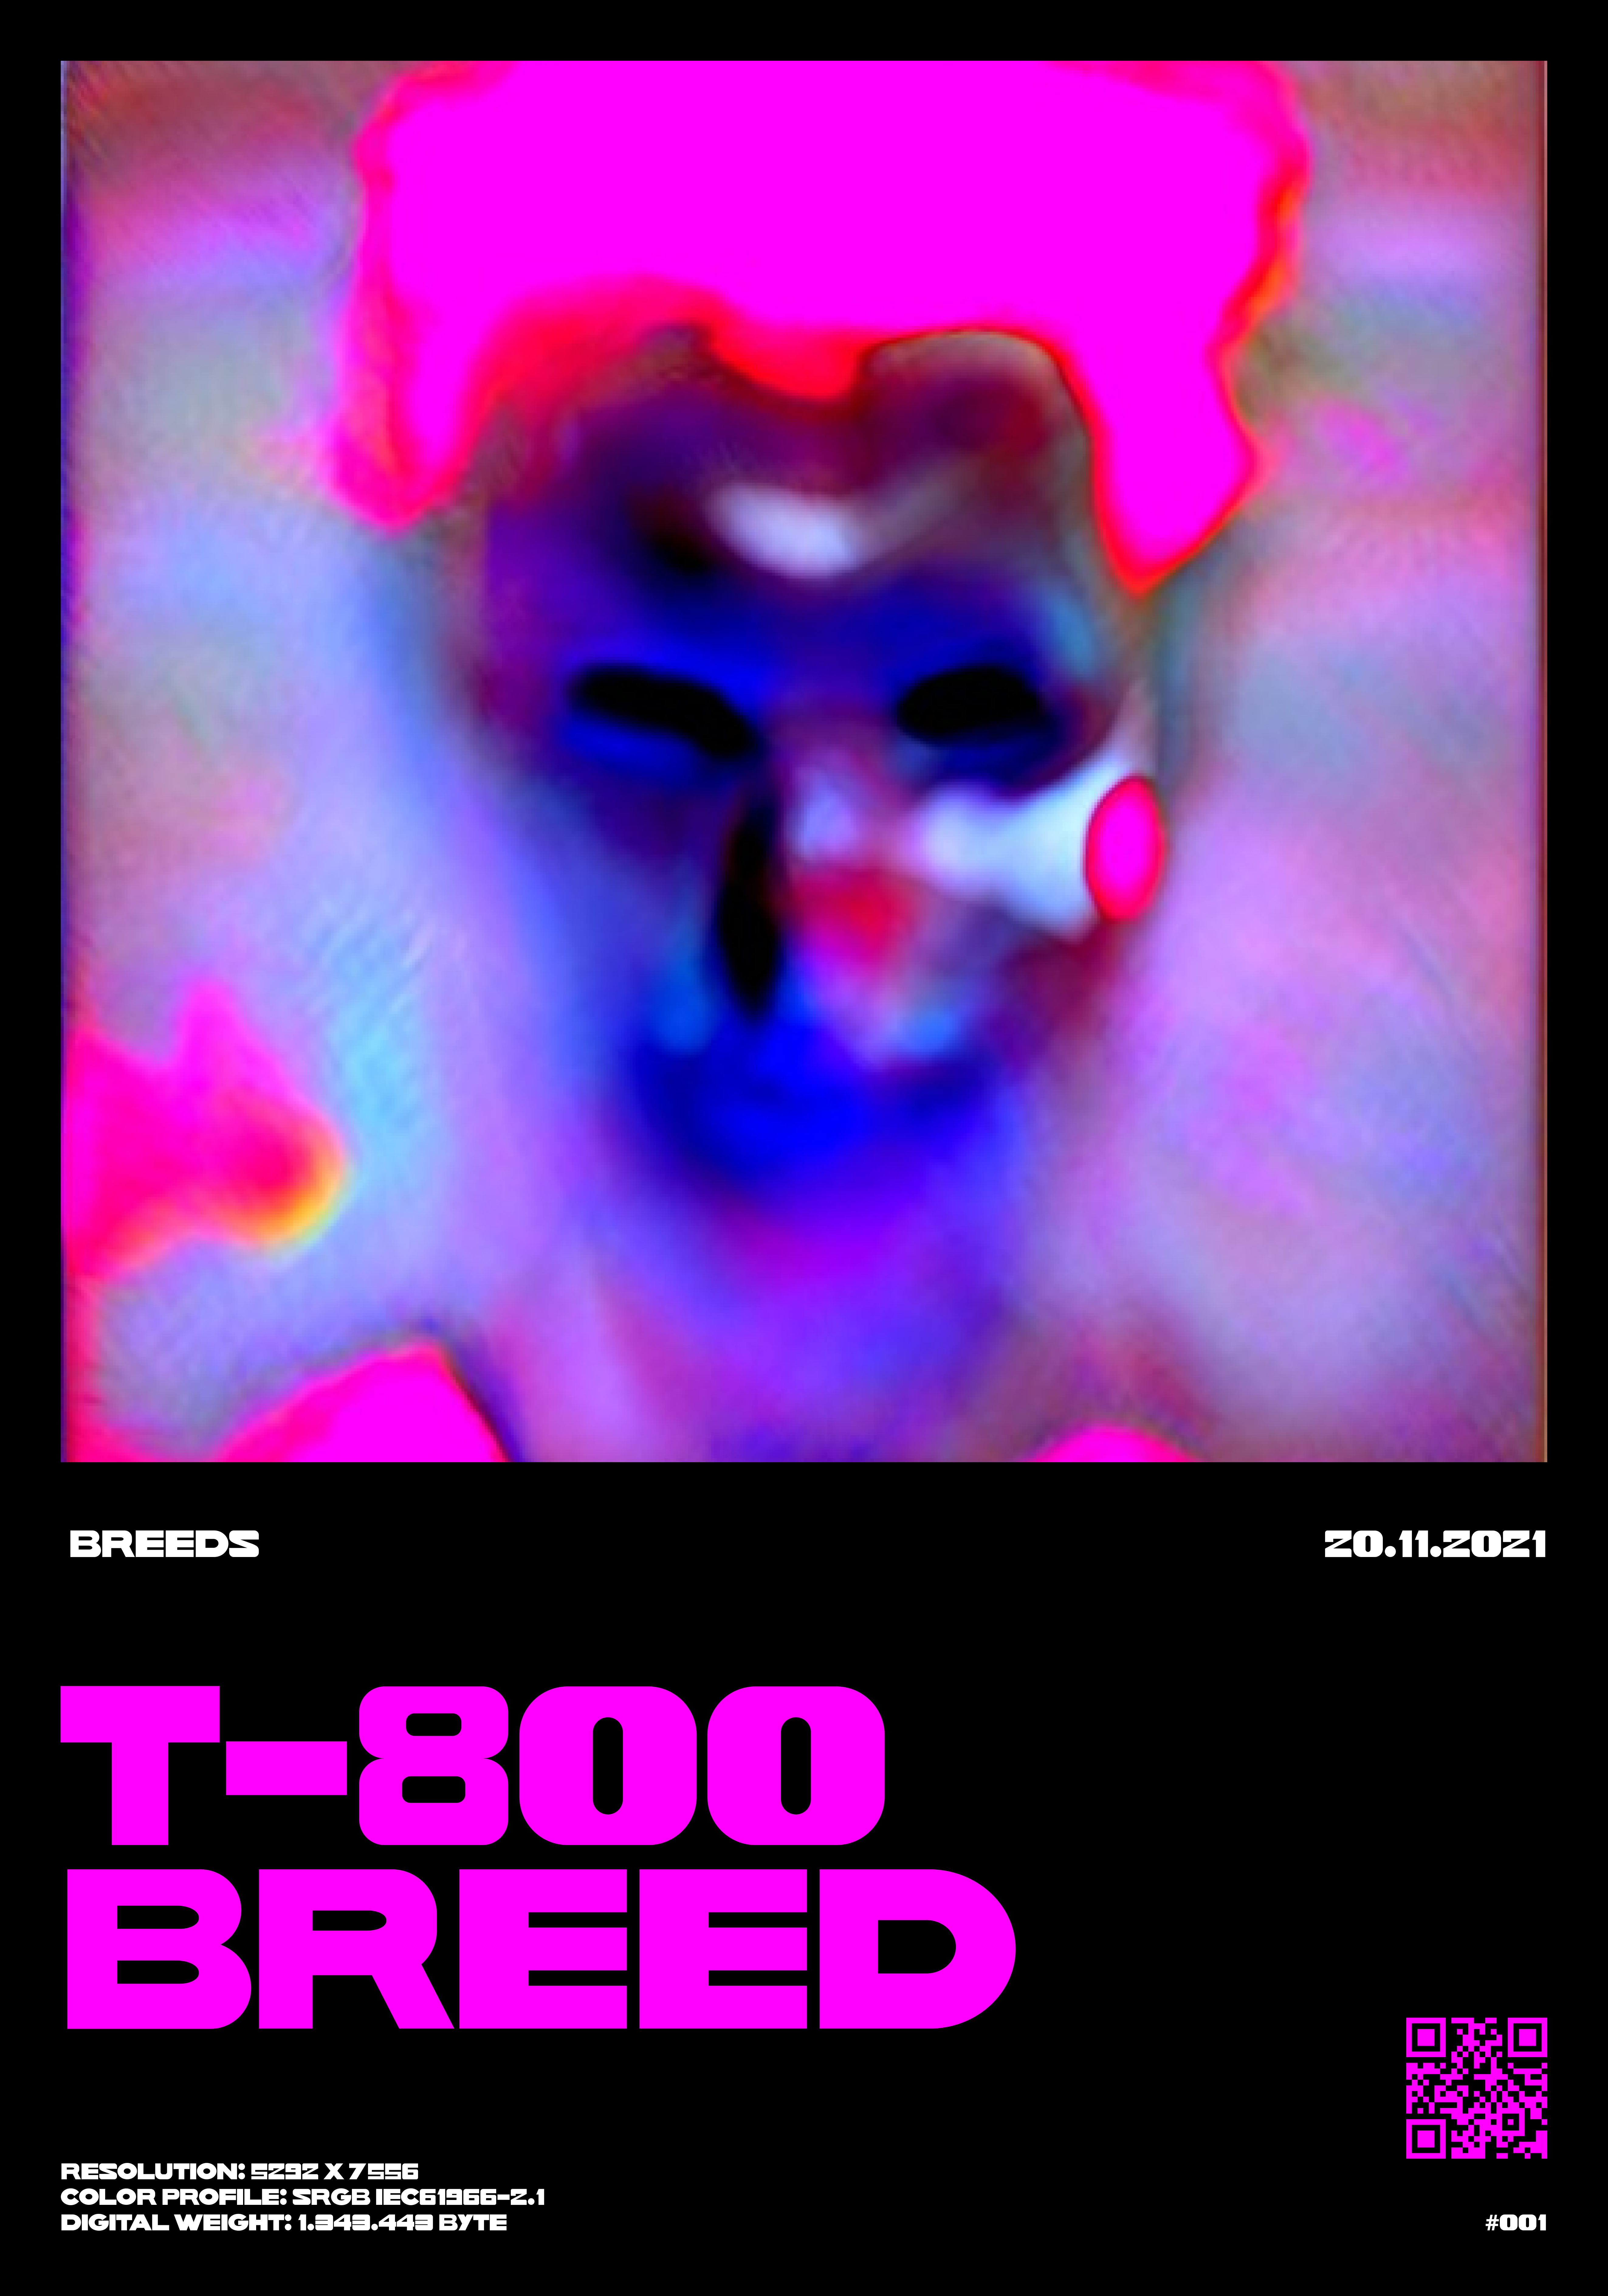 BREEDS
20.11.2021
T-800
BREED
RESOLUTION: 5292 X 7556
COLOR PROFILE: SRGB IEC61966-2.1
DIGITAL WEIGHT: 1.949.449 BYTE
#001